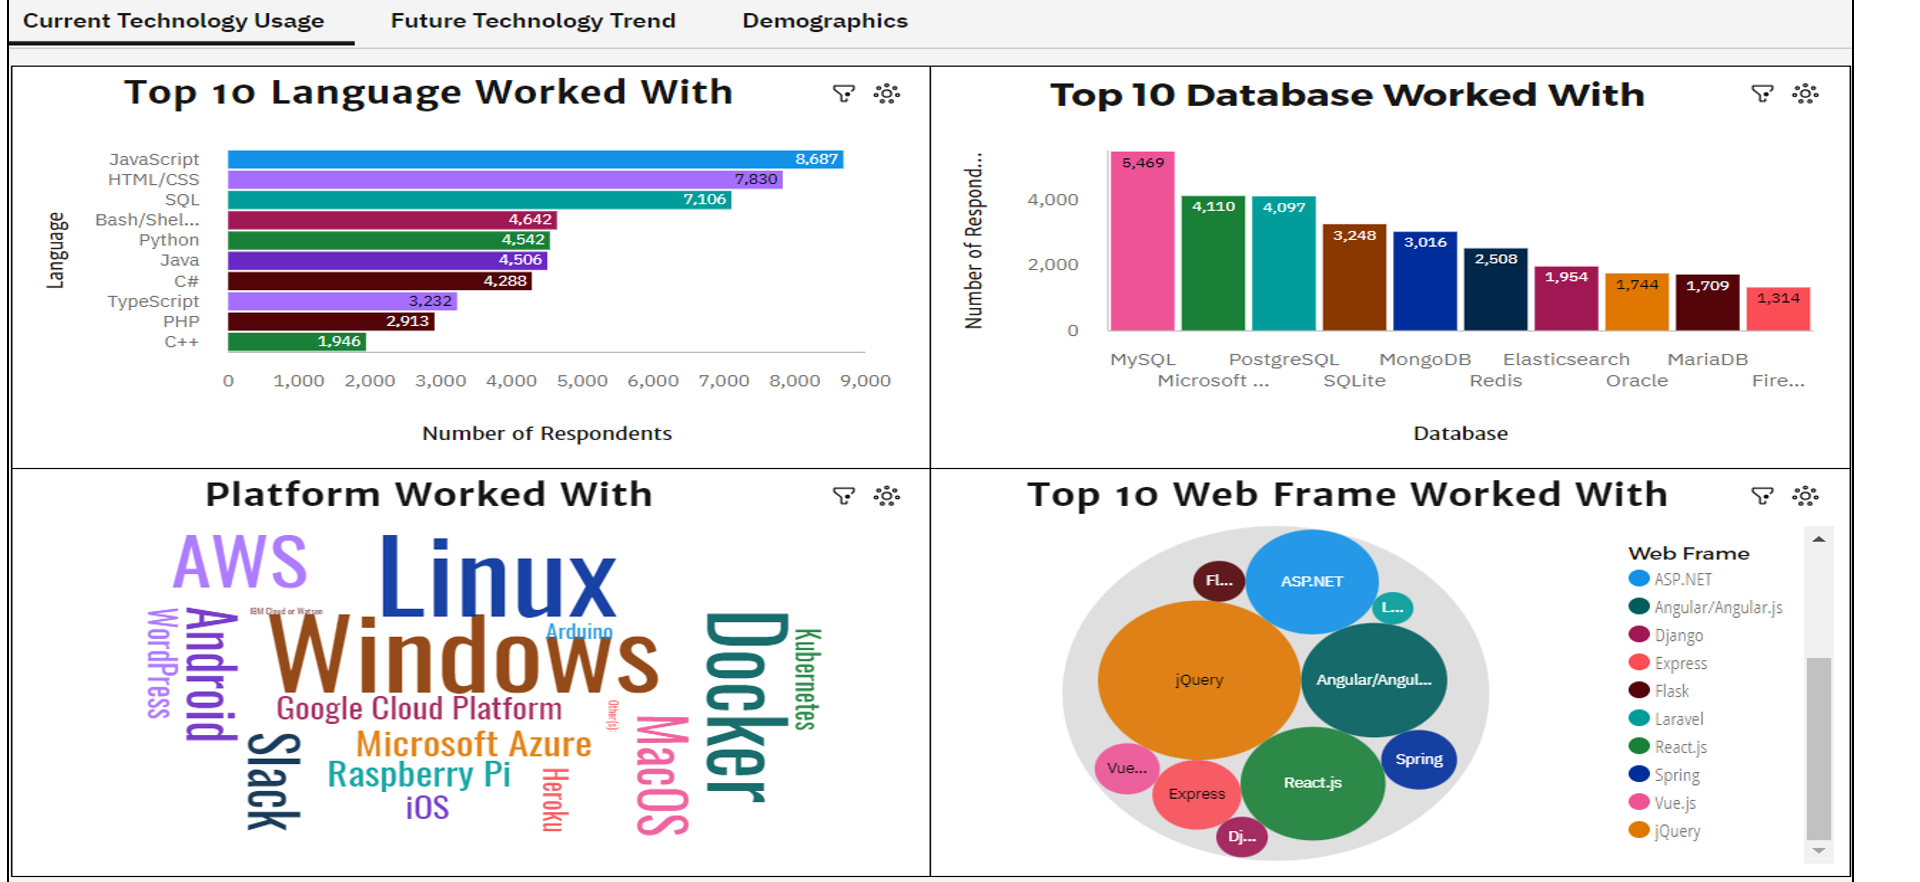 Current Technology Usage Future Technology Trend Demographics
Top 10 Language Worked With
Language
JavaScript 8,687
HTML/CSS 7,830
SQL 7,106
Bash/Shel... 4,642
Python 4,542
Java 4,506
C# 4,288
TypeScript 3,232
PHP 2,913
C++ 1,946
0 1,000 2,000 3,000 4,000 5,000 6,000 7,000 8,000 9,000
Number of Respondents
Top 10 Database Worked With
Number of Respond...
4,000
2,000
0
5,469 4,110 4,097 3,248 3,016 2,508 1,954 1,744 1,709 1,314
MySQL PostgreSQL MongoDB Elasticsearch MariaDB
Microsoft ... SQLite Redis Oracle Fire...
Database
Platform Worked With
AWS
Linux
IBM Cloud or Watson
WordPress
Android
Windows
Arduino
Docker
Kubernetes
Google Cloud Platform
Other(s):
Microsoft Azure
MacOS
Slack
Raspberry Pi
Heroku
iOS
Top 10 Web Frame Worked With
Fl...
ASP.NET
L...
jQuery
Angular/Angul...
Vue...
Express
React.js
Spring
Dj...
Web Frame
ASP.NET
Angular/Angular.js
Django
Express
Flask
Laravel
React.js
Spring
Vue.js
jQuery